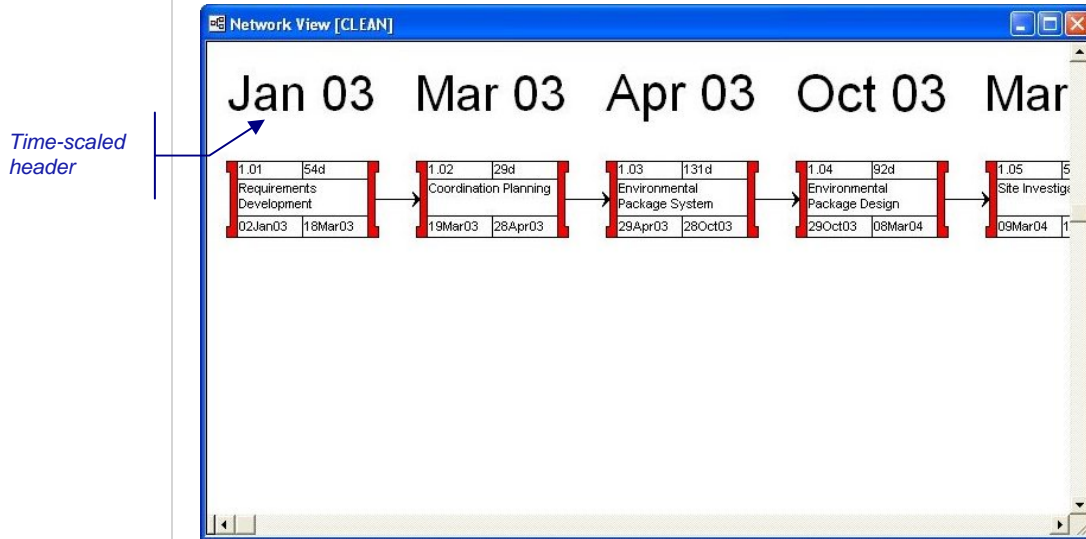 Network View [CLEAN]
Jan 03 Mar 03 Apr 03 Oct 03 Mar
Time-scaled
header
1.01 54d 1.02 29d 1.03 131d 1.04 92d 1.05 5
Requirements Coordination Planning Environmental Environmental
Development Package System Package Design
02Jan03 18Mar03 19Mar03 28Apr03 29Apr03 28Oct03 29Oct03 08Mar04 09Mar04 1